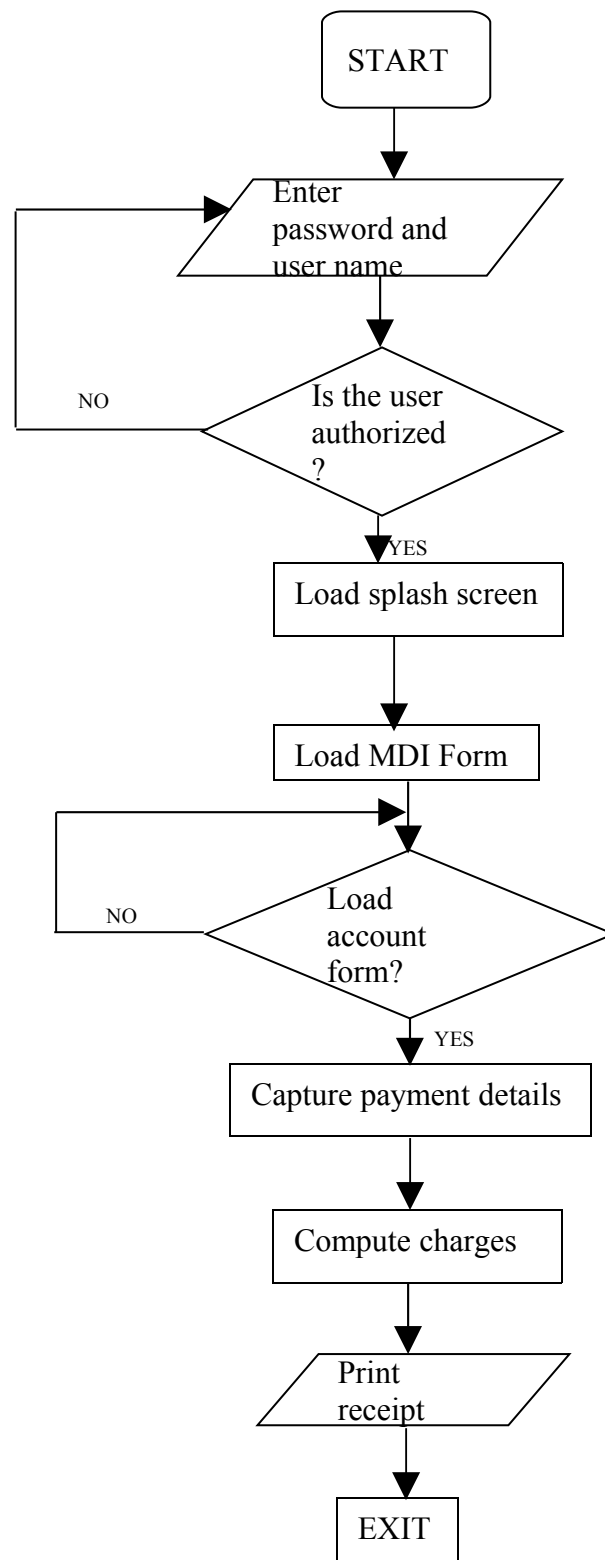 START
Enter
password and
user name
NO
Is the user
authorized
?
YES
Load splash screen
Load MDI Form
NO
Load
account
form?
YES
Capture payment details
Compute charges
Print
receipt
EXIT